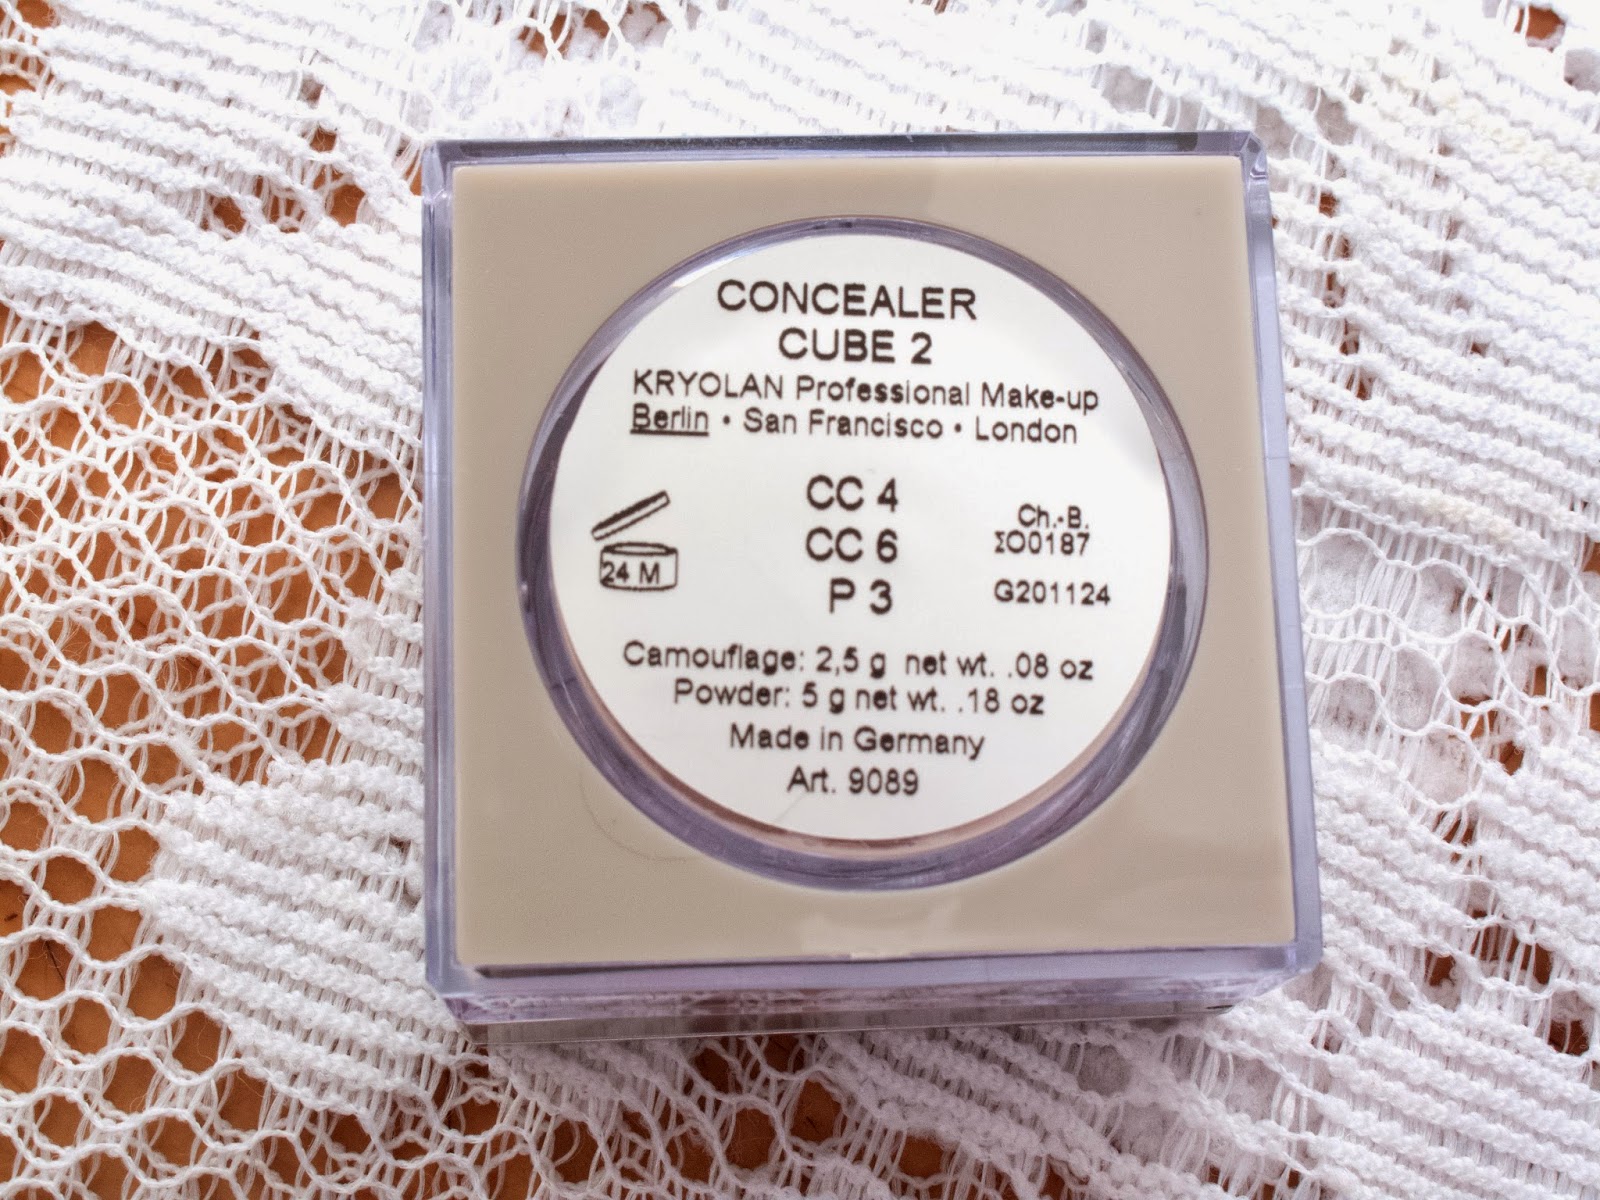 CONCEALER
CUBE 2
KRYOLAN Professional Make-up
Berlin • San Francisco • London
CC 4
CC 6
P 3
24 M
Ch.-B.
ΣO0187
G201124
Camouflage: 2,5 g net wt. .08 oz
Powder: 5 g net wt. .18 oz
Made in Germany
Art. 9089